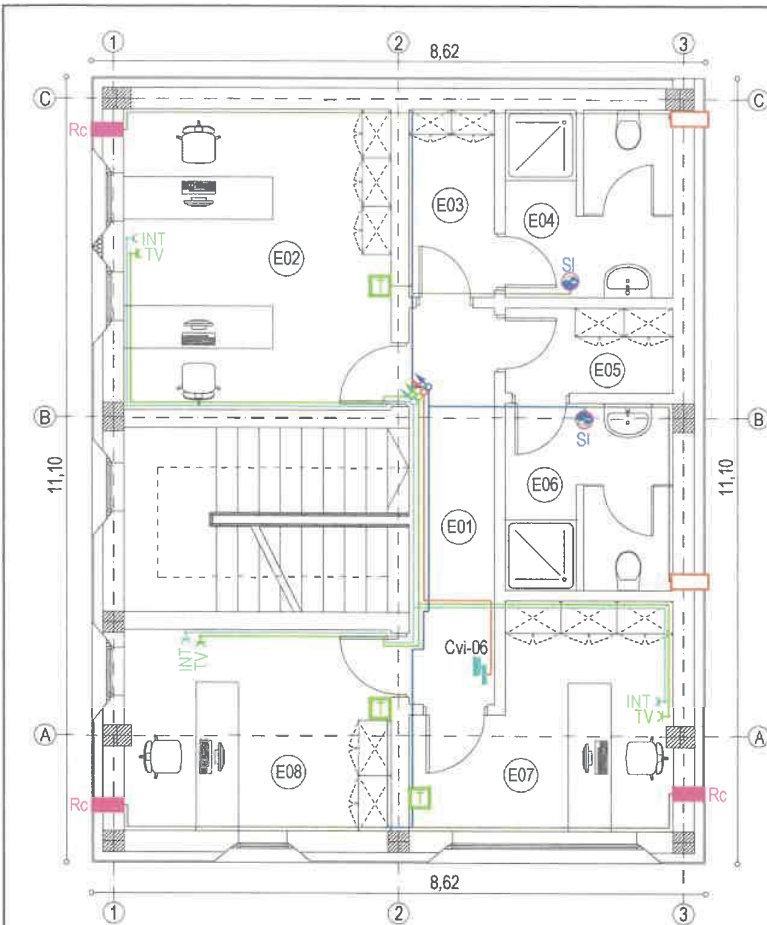 1 2 3
8,62
C C
Rc
E03
E04
INT
TV
E02
SI
T
E05
B B
SI
11,10 11,10
E06
E01
INT
TV
Cvi-06
INT
TV
T
A A
E08
E07
T
Rc Rc
8,62
1 2 3